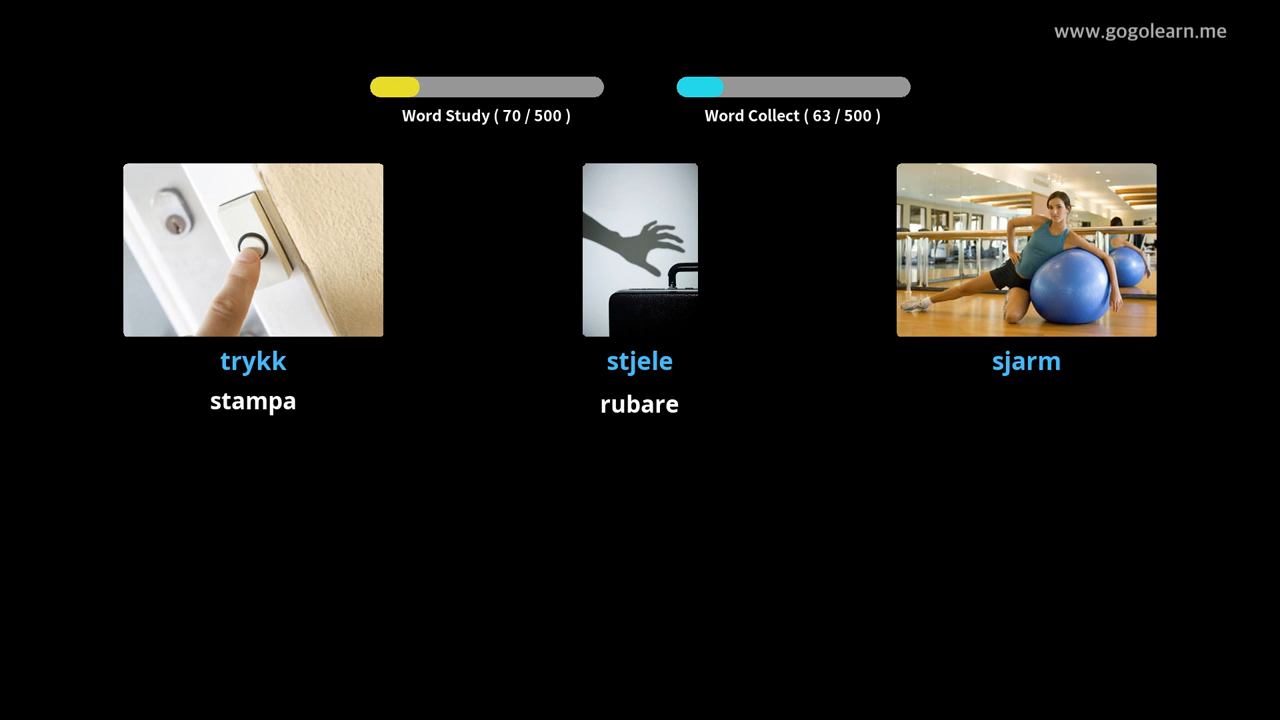 www.gogolearn.me
Word Study ( 70 / 500 )
Word Collect ( 63 / 500 )
trykk
stampa
stjele
rubare
sjarm